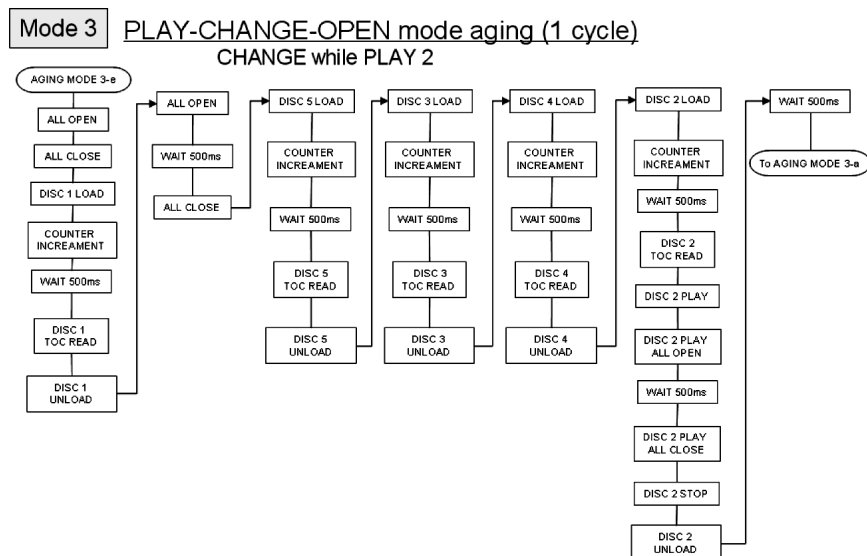 Mode 3 PLAY-CHANGE-OPEN mode aging (1 cycle)
CHANGE while PLAY 2
AGING MODE 3-e
ALL OPEN
ALL CLOSE
DISC 1 LOAD
COUNTER
INCREAMENT
WAIT 500ms
DISC 1
TOC READ
DISC 1
UNLOAD
ALL OPEN
WAIT 500ms
ALL CLOSE
DISC 5 LOAD
COUNTER
INCREAMENT
WAIT 500ms
DISC 5
TOC READ
DISC 5
UNLOAD
DISC 3 LOAD
COUNTER
INCREAMENT
WAIT 500ms
DISC 3
TOC READ
DISC 3
UNLOAD
DISC 4 LOAD
COUNTER
INCREAMENT
WAIT 500ms
DISC 4
TOC READ
DISC 4
UNLOAD
DISC 2 LOAD
COUNTER
INCREAMENT
WAIT 500ms
DISC 2
TOC READ
DISC 2 PLAY
DISC 2 PLAY
ALL OPEN
WAIT 500ms
DISC 2 PLAY
ALL CLOSE
DISC 2 STOP
DISC 2
UNLOAD
WAIT 500ms
To AGING MODE 3-a